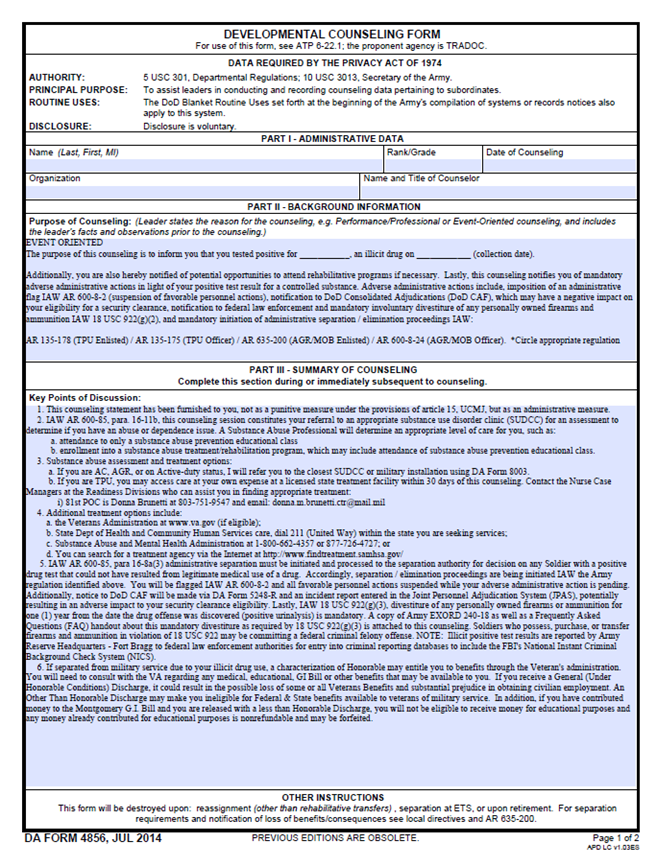 DEVELOPMENTAL COUNSELING FORM
For use of this form, see ATP 6-22.1; the proponent agency is TRADOC.
DATA REQUIRED BY THE PRIVACY ACT OF 1974
AUTHORITY: 5 USC 301, Departmental Regulations; 10 USC 3013, Secretary of the Army.
PRINCIPAL PURPOSE: To assist leaders in conducting and recording counseling data pertaining to subordinates.
ROUTINE USES: The DoD Blanket Routine Uses set forth at the beginning of the Army's compilation of systems or records notices also
apply to this system.
DISCLOSURE: Disclosure is voluntary.
PART I - ADMINISTRATIVE DATA
Name (Last, First, MI) Rank/Grade Date of Counseling
Organization Name and Title of Counselor
PART II - BACKGROUND INFORMATION
Purpose of Counseling: (Leader states the reason for the counseling, e.g. Performance/Professional or Event-Oriented counseling, and includes
the leader's facts and observations prior to the counseling.)
EVENT ORIENTED
The purpose of this counseling is to inform you that you tested positive for ___________, an illicit drug on ____________ (collection date).
Additionally, you are also hereby notified of potential opportunities to attend rehabilitative programs if necessary. Lastly, this counseling notifies you of mandatory
adverse administrative actions in light of your positive test result for a controlled substance. Adverse administrative actions include, imposition of an administrative
flag IAW AR 600-8-2 (suspension of favorable personnel actions), notification to DoD Consolidated Adjudications (DoD CAF), which may have a negative impact on
your eligibility for a security clearance, notification to federal law enforcement and mandatory involuntary divestiture of any personally owned firearms and
ammunition IAW 18 USC 922(g)(2), and mandatory initiation of administrative separation / elimination proceedings IAW:
AR 135-178 (TPU Enlisted) / AR 135-175 (TPU Officer) / AR 635-200 (AGR/MOB Enlisted) / AR 600-8-24 (AGR/MOB Officer). *Circle appropriate regulation
PART III - SUMMARY OF COUNSELING
Complete this section during or immediately subsequent to counseling.
Key Points of Discussion:
1. This counseling statement has been furnished to you, not as a punitive measure under the provisions of article 15, UCMJ, but as an administrative measure.
2. IAW AR 600-85, para. 16-11b, this counseling session constitutes your referral to an appropriate substance use disorder clinic (SUDCC) for an assessment to
determine if you have an abuse or dependence issue. A Substance Abuse Professional will determine an appropriate level of care for you, such as:
a. attendance to only a substance abuse prevention educational class
b. enrollment into a substance abuse treatment/rehabilitation program, which may include attendance of substance abuse prevention educational class.
3. Substance abuse assessment and treatment options:
a. If you are AC, AGR, or on Active-duty status, I will refer you to the closest SUDCC or military installation using DA Form 8003.
b. If you are TPU, you may access care at your own expense at a licensed state treatment facility within 30 days of this counseling. Contact the Nurse Case
Managers at the Readiness Divisions who can assist you in finding appropriate treatment:
i) 81st POC is Donna Brunetti at 803-751-9547 and email: donna.m.brunetti.ctr@mail.mil
4. Additional treatment options include:
a. the Veterans Administration at www.va.gov (if eligible);
b. State Dept of Health and Community Human Services care, dial 211 (United Way) within the state you are seeking services;
c. Substance Abuse and Mental Health Administration at 1-800-662-4357 or 877-726-4727; or
d. You can search for a treatment agency via the Internet at http://www.findtreatment.samhsa.gov/
5. IAW AR 600-85, para 16-8a(3) administrative separation must be initiated and processed to the separation authority for decision on any Soldier with a positive
drug test that could not have resulted from legitimate medical use of a drug. Accordingly, separation / elimination proceedings are being initiated IAW the Army
regulation identified above. You will be flagged IAW AR 600-8-2 and all favorable personnel actions suspended while your adverse administrative action is pending.
Additionally, notice to DoD CAF will be made via DA Form 5248-R and an incident report entered in the Joint Personnel Adjudication System (JPAS), potentially
resulting in an adverse impact to your security clearance eligibility. Lastly, IAW 18 USC 922(g)(3), divestiture of any personally owned firearms or ammunition for
one (1) year from the date the drug offense was discovered (positive urinalysis) is mandatory. A copy of Army EXORD 240-18 as well as a Frequently Asked
Questions (FAQ) handout about this mandatory divestiture as required by 18 USC 922(g)(3) is attached to this counseling. Soldiers who possess, purchase, or transfer
firearms and ammunition in violation of 18 USC 922 may be committing a federal criminal felony offense. NOTE: Illicit positive test results are reported by Army
Reserve Headquarters - Fort Bragg to federal law enforcement authorities for entry into criminal reporting databases to include the FBI's National Instant Criminal
Background Check System (NICS).
6. If separated from military service due to your illicit drug use, a characterization of Honorable may entitle you to benefits through the Veteran's administration.
You will need to consult with the VA regarding any medical, educational, GI Bill or other benefits that may be available to you. If you receive a General (Under
Honorable Conditions) Discharge, it could result in the possible loss of some or all Veterans Benefits and substantial prejudice in obtaining civilian employment. An
Other Than Honorable Discharge may make you ineligible for Federal & State benefits available to veterans of military service. In addition, if you have contributed
money to the Montgomery G.I. Bill and you are released with a less than Honorable Discharge, you will not be eligible to receive money for educational purposes and
any money already contributed for educational purposes is nonrefundable and may be forfeited.
OTHER INSTRUCTIONS
This form will be destroyed upon: reassignment (other than rehabilitative transfers) , separation at ETS, or upon retirement. For separation
requirements and notification of loss of benefits/consequences see local directives and AR 635-200.
DA FORM 4856, JUL 2014 PREVIOUS EDITIONS ARE OBSOLETE. Page 1 of 2
APD LC v1.03ES